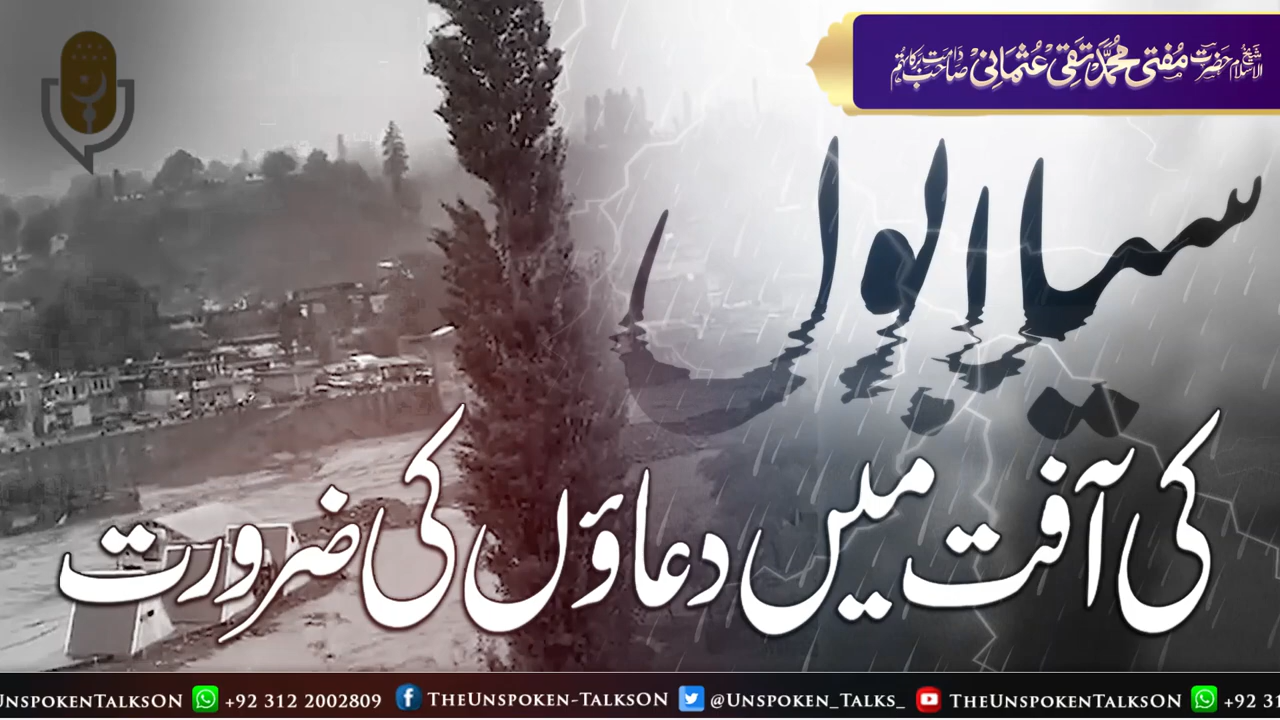 شیخ الاسلام حضرت مفتی محمد تقی عثمانی صاحب دامت برکاتہم
سیلابوں
کی آفت میں دعاؤں کی ضرورت
UnspokenTalksON +92 312 2002809 TheUnspoken-TalksON @Unspoken_Talks_ TheUnspokenTalksON +92 31